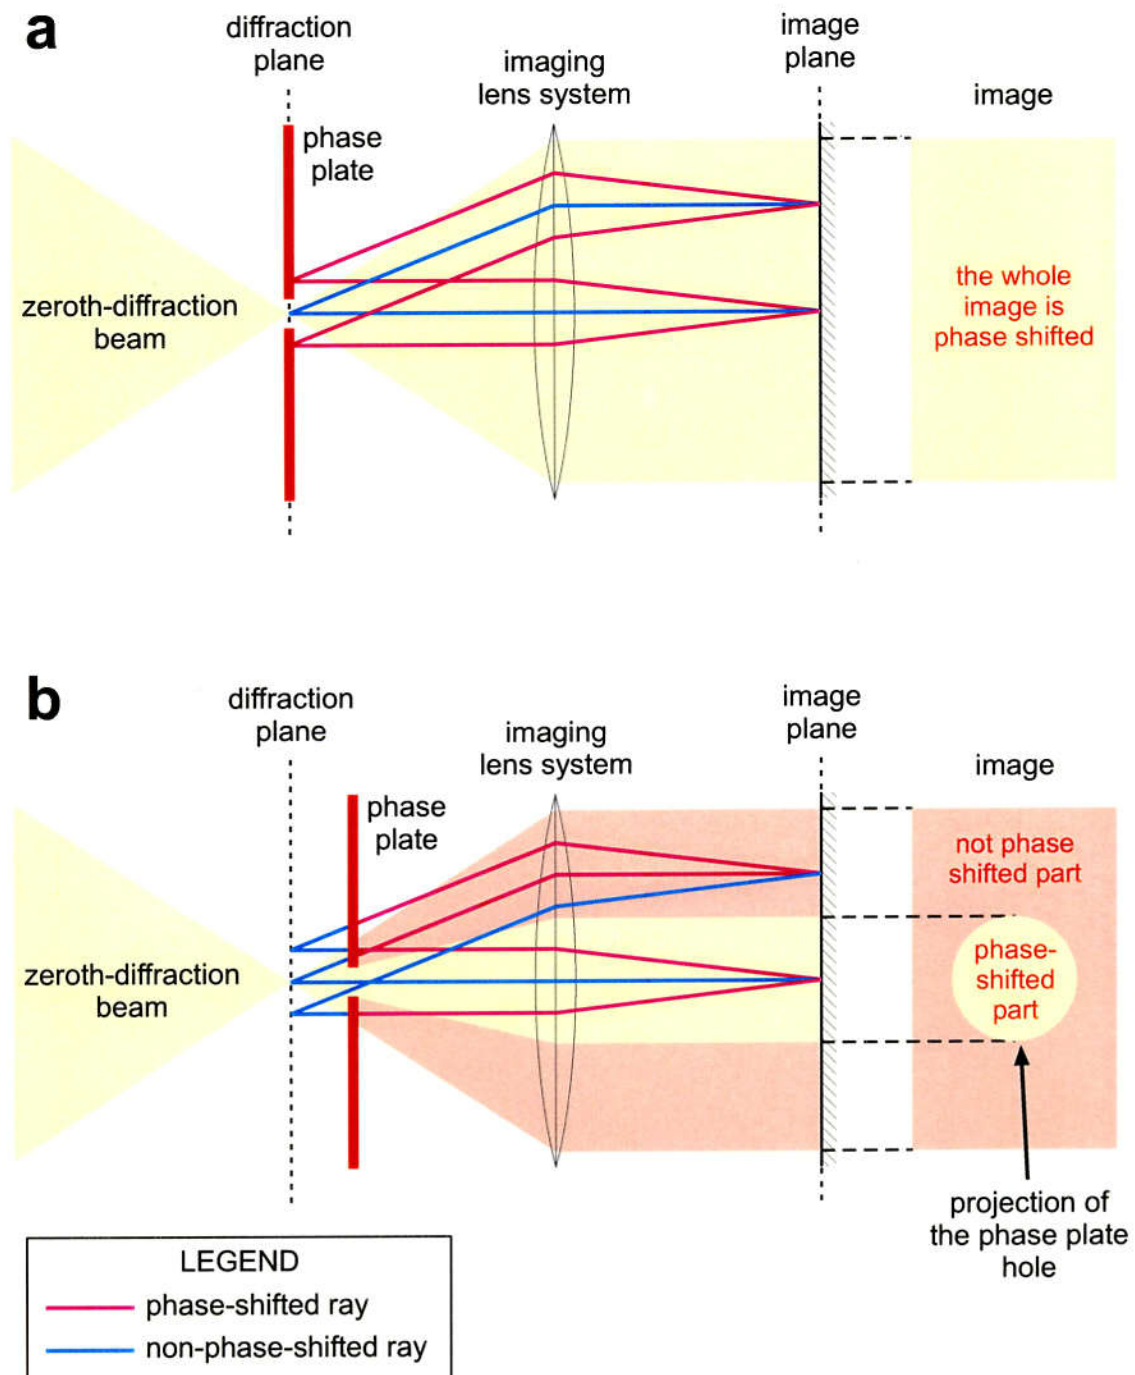 a
diffraction
plane
phase
plate
imaging
lens system
image
plane
image
zeroth-diffraction
beam
the whole
image is
phase shifted
b
diffraction
plane
phase
plate
imaging
lens system
image
plane
image
zeroth-diffraction
beam
not phase
shifted part
phase-
shifted
part
projection of
the phase plate
hole
LEGEND
phase-shifted ray
non-phase-shifted ray